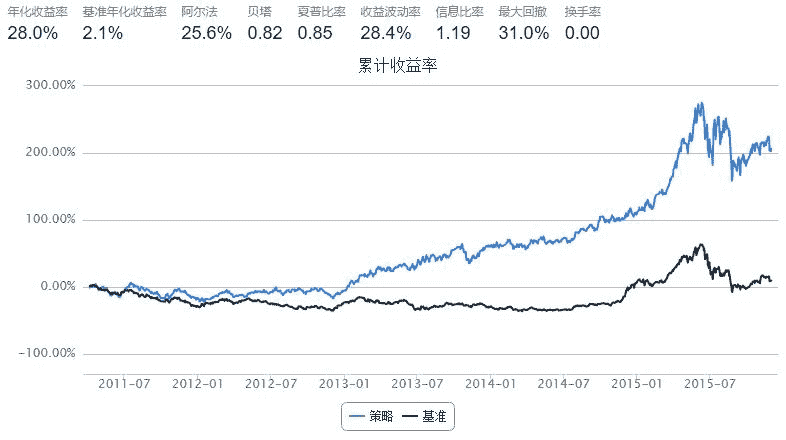 年化收益率 基准年化收益率 阿尔法 贝塔 夏普比率 收益波动率 信息比率 最大回撤 换手率
28.0% 2.1% 25.6% 0.82 0.85 28.4% 1.19 31.0% 0.00
累计收益率
300.00%
200.00%
100.00%
0.00%
-100.00%
2011-07 2012-01 2012-07 2013-01 2013-07 2014-01 2014-07 2015-01 2015-07
策略 基准